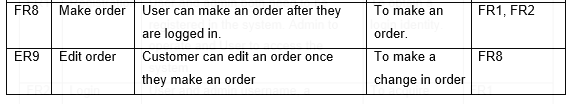 FR8 Make order User can make an order after they To make an FR1, FR2
are logged in. order.
ER9 Edit order Customer can edit an order once To make a FR8
they make an order change in order